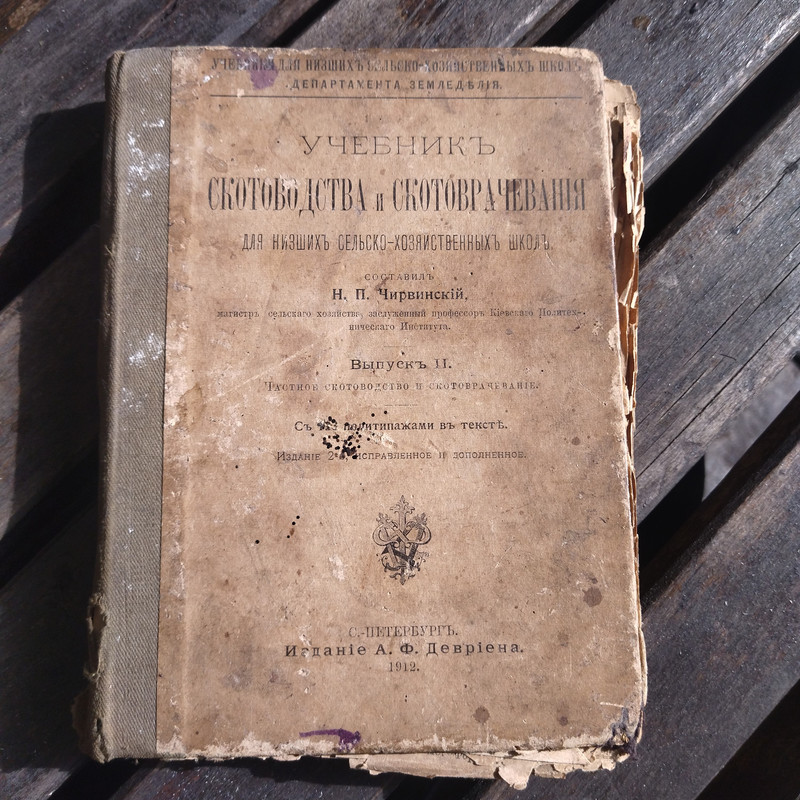 УЧЕБНИКИ ДЛЯ НИЗШИХЪ СЕЛЬСКО-ХОЗЯЙСТВЕННЫХЪ ШКОЛЪ
ДЕПАРТАМЕНТА ЗЕМЛЕДѢЛІЯ.
УЧЕБНИКЪ
СКОТОВОДСТВА и СКОТОВРАЧЕВАНІЯ
ДЛЯ НИЗШИХЪ СЕЛЬСКО-ХОЗЯЙСТВЕННЫХЪ ШКОЛЪ.
СОСТАВИЛЪ
Н. П. Чирвинскій,
магистръ сельскаго хозяйства, заслуженный профессоръ Кіевскаго Политех-
ническаго Института.
Выпускъ II.
Частное скотоводство и скотоврачеваніе.
Съ политипажами въ текстѣ.
Изданіе 2-е, исправленное и дополненное.
С.-ПЕТЕРБУРГЪ.
Изданіе А. Ф. Девріена.
1912.